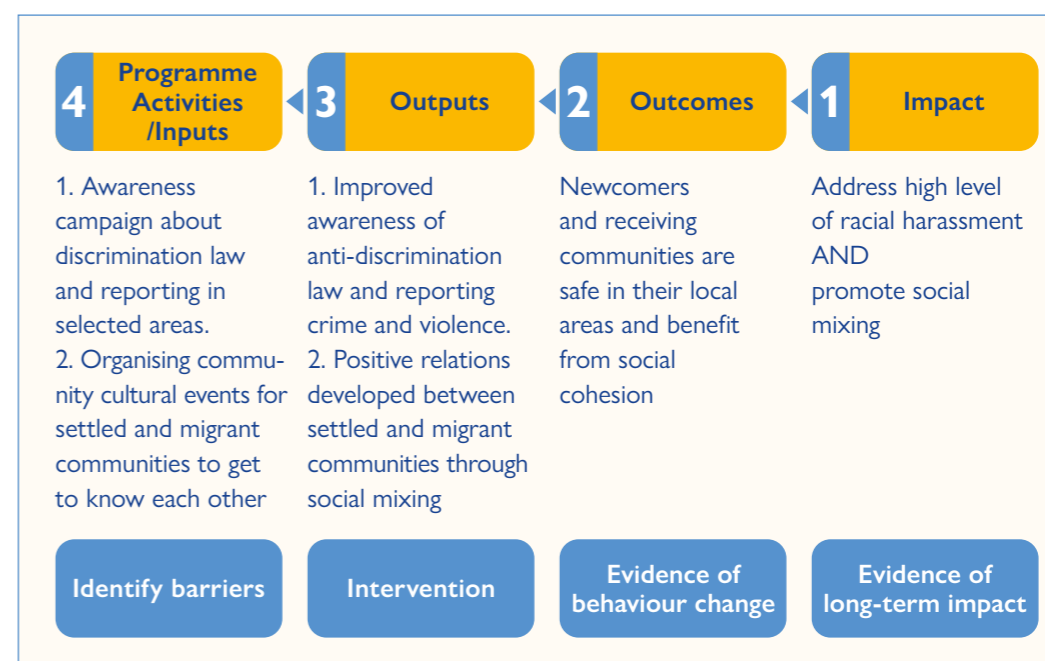 4
Programme
Activities
/Inputs
3
Outputs
2
Outcomes
1
Impact
1. Awareness
campaign about
discrimination law
and reporting in
selected areas.
2. Organising commu-
nity cultural events for
settled and migrant
communities to get
to know each other
1. Improved
awareness of
anti-discrimination
law and reporting
crime and violence.
2. Positive relations
developed between
settled and migrant
communities through
social mixing
Newcomers
and receiving
communities are
safe in their local
areas and benefit
from social
cohesion
Address high level
of racial harassment
AND
promote social
mixing
Identify barriers
Intervention
Evidence of
behaviour change
Evidence of
long-term impact